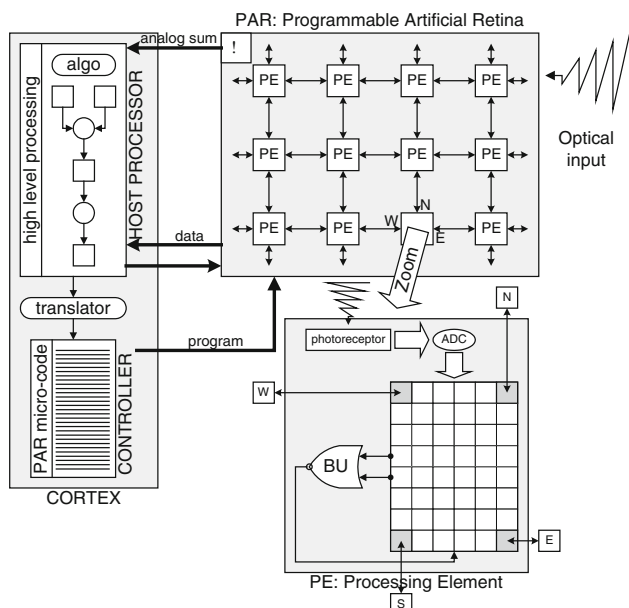 PAR: Programmable Artificial Retina
analog sum
!
algo
high level processing
HOST PROCESSOR
PE
PE
PE
PE
PE
PE
PE
PE
PE
PE
PE
N
W
E
Zoom
Optical
input
data
translator
program
PAR micro-code
CONTROLLER
CORTEX
photoreceptor
ADC
N
W
BU
E
S
PE: Processing Element